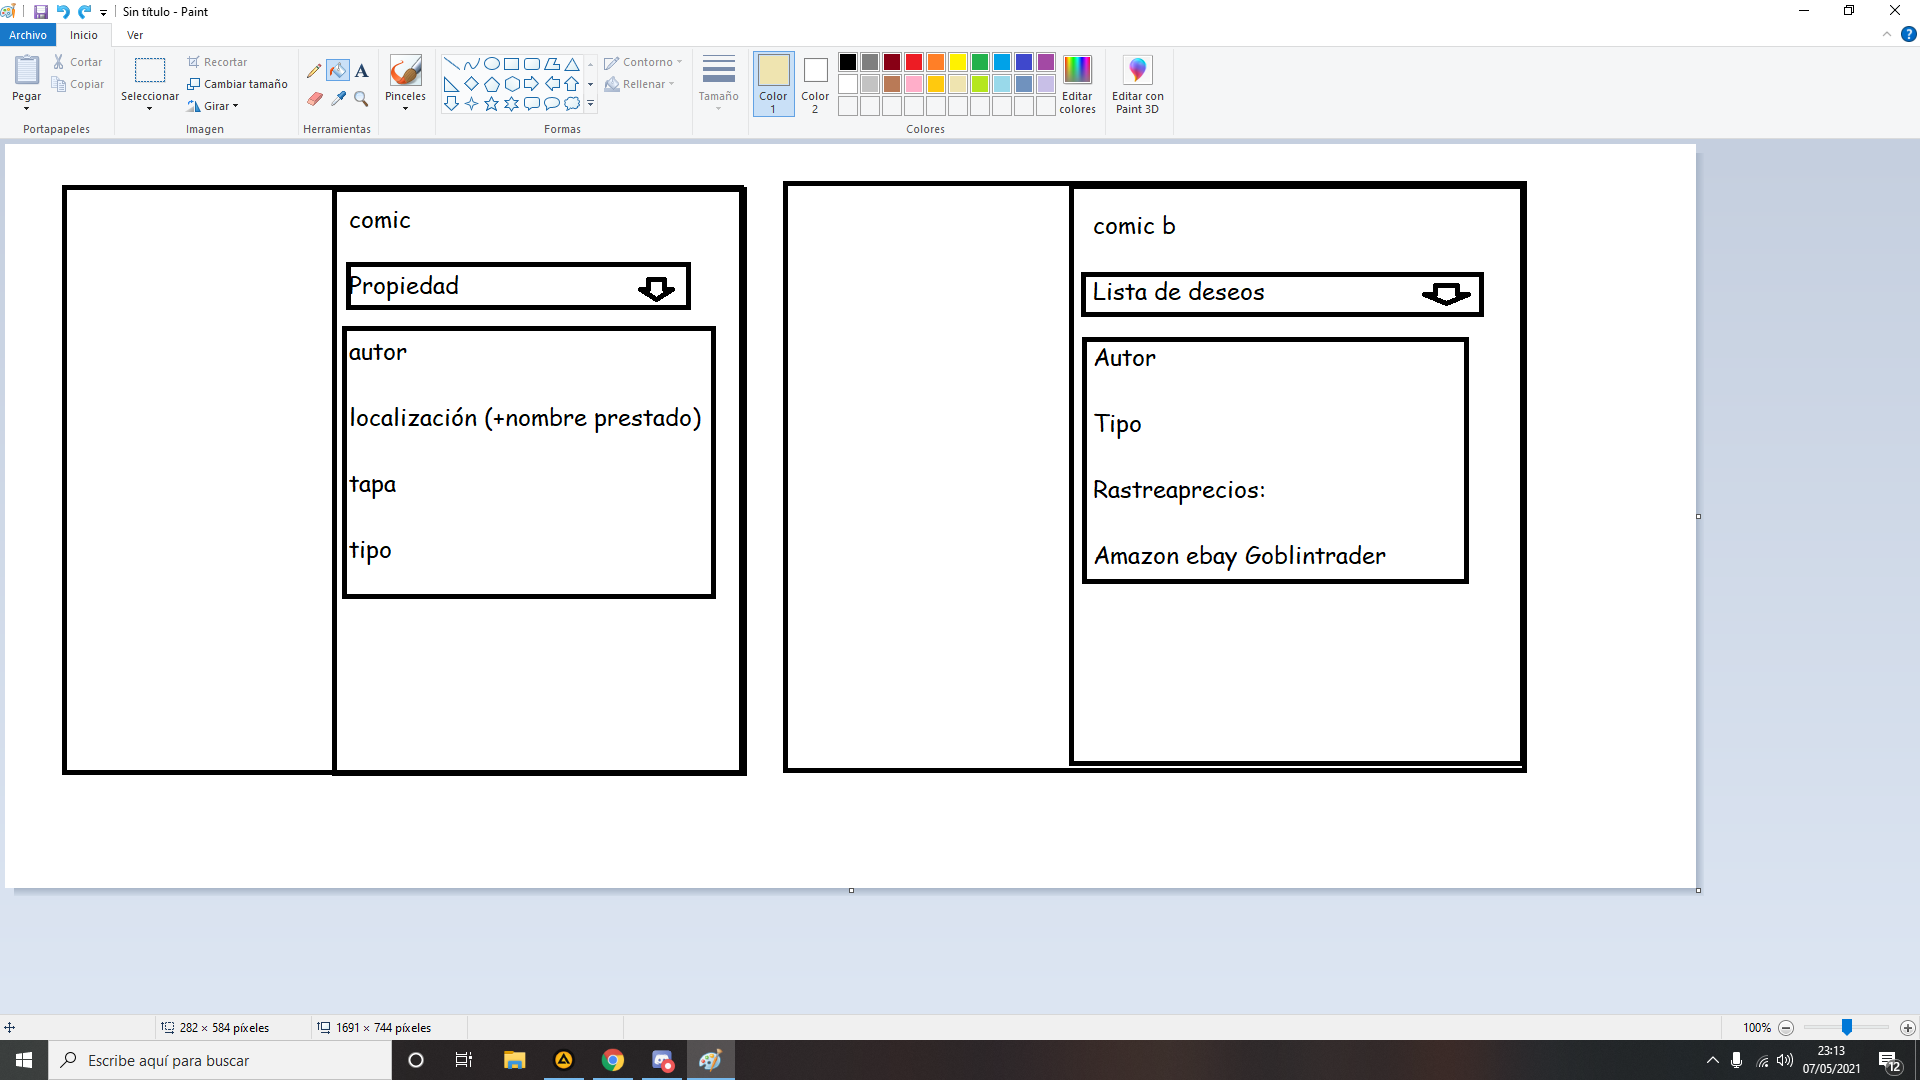 Sin título - Paint
Archivo Inicio Ver
Pegar
Cortar
Copiar
Portapapeles
Seleccionar
Recortar
Cambiar tamaño
Girar
Imagen
A
Herramientas
Pinceles
Contorno
Rellenar
Formas
Tamaño
Color
1
Color
2
Editar
colores
Colores
Editar con
Paint 3D
comic
Propiedad
autor
localización (+nombre prestado)
tapa
tipo
comic b
Lista de deseos
Autor
Tipo
Rastreaprecios:
Amazon ebay Goblintrader
282 × 584 píxeles
1691 × 744 píxeles
100%
Escribe aquí para buscar
23:13
07/05/2021
12